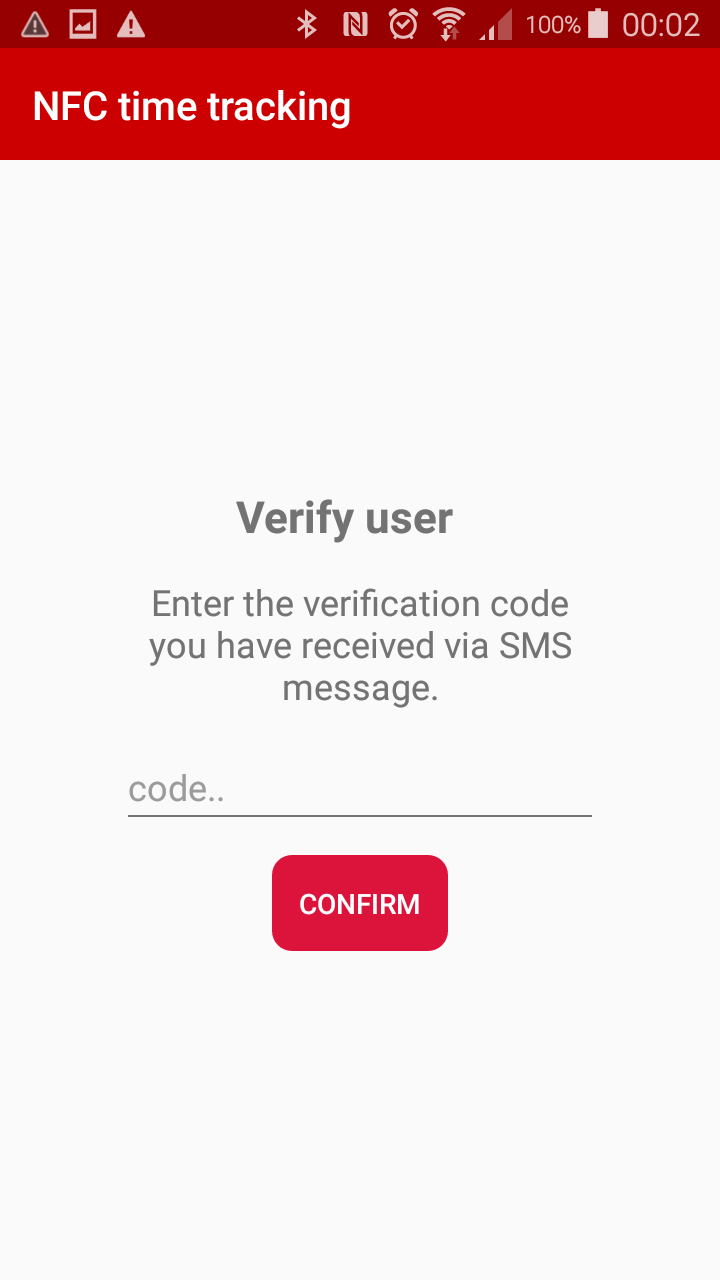 100% 00:02
NFC time tracking
Verify user
Enter the verification code
you have received via SMS
message.
code..
CONFIRM